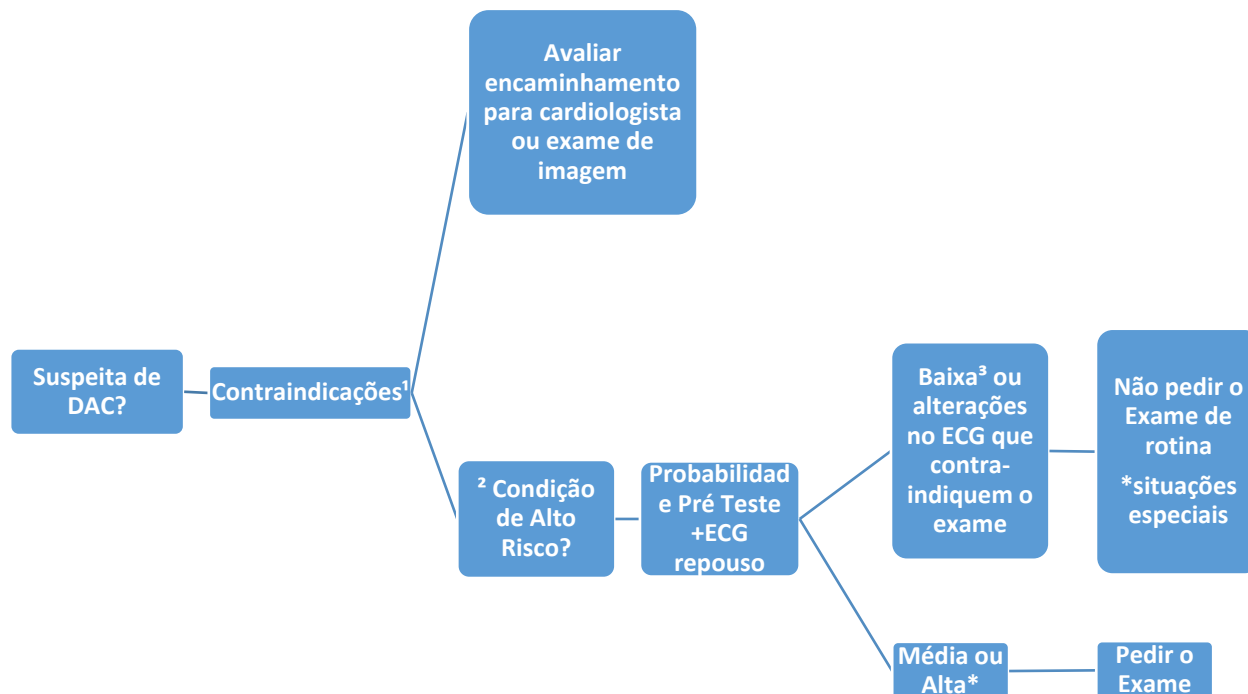 Avaliar
encaminhamento
para cardiologista
ou exame de
imagem
Suspeita de
DAC?
Contraindicações¹
² Condição
de Alto
Risco?
Probabilidad
e Pré Teste
+ECG
repouso
Baixa³ ou
alterações
no ECG que
contra-
indiquem o
exame
Não pedir o
Exame de
rotina
*situações
especiais
Média ou
Alta*
Pedir o
Exame